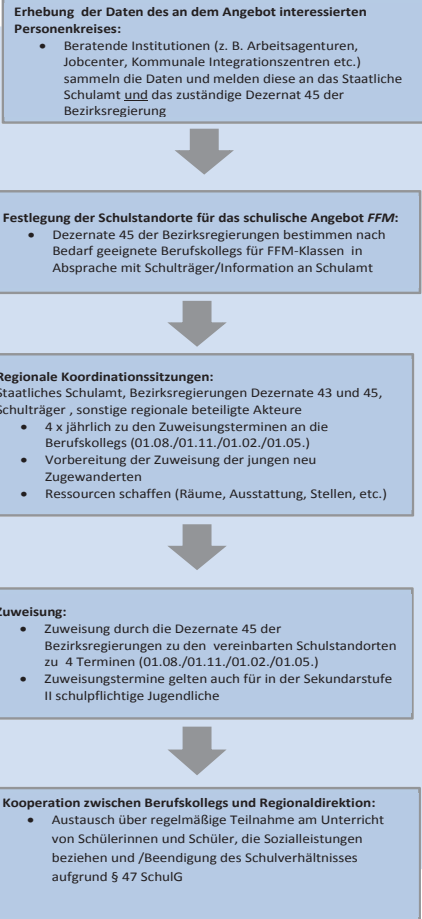 Erhebung der Daten des an dem Angebot interessierten
Personenkreises:
• Beratende Institutionen (z. B. Arbeitsagenturen,
Jobcenter, Kommunale Integrationszentren etc.)
sammeln die Daten und melden diese an das Staatliche
Schulamt und das zuständige Dezernat 45 der
Bezirksregierung
Festlegung der Schulstandorte für das schulische Angebot FFM:
• Dezernate 45 der Bezirksregierungen bestimmen nach
Bedarf geeignete Berufskollegs für FFM-Klassen in
Absprache mit Schulträger/Information an Schulamt
Regionale Koordinationssitzungen:
Staatliches Schulamt, Bezirksregierungen Dezernate 43 und 45,
Schulträger , sonstige regionale beteiligte Akteure
• 4 x jährlich zu den Zuweisungsterminen an die
Berufskollegs (01.08./01.11./01.02./01.05.)
• Vorbereitung der Zuweisung der jungen neu
Zugewanderten
• Ressourcen schaffen (Räume, Ausstattung, Stellen, etc.)
Zuweisung:
• Zuweisung durch die Dezernate 45 der
Bezirksregierungen zu den vereinbarten Schulstandorten
zu 4 Terminen (01.08./01.11./01.02./01.05.)
• Zuweisungstermine gelten auch für in der Sekundarstufe
II schulpflichtige Jugendliche
Kooperation zwischen Berufskollegs und Regionaldirektion:
• Austausch über regelmäßige Teilnahme am Unterricht
von Schülerinnen und Schüler, die Sozialleistungen
beziehen und /Beendigung des Schulverhältnisses
aufgrund § 47 SchulG